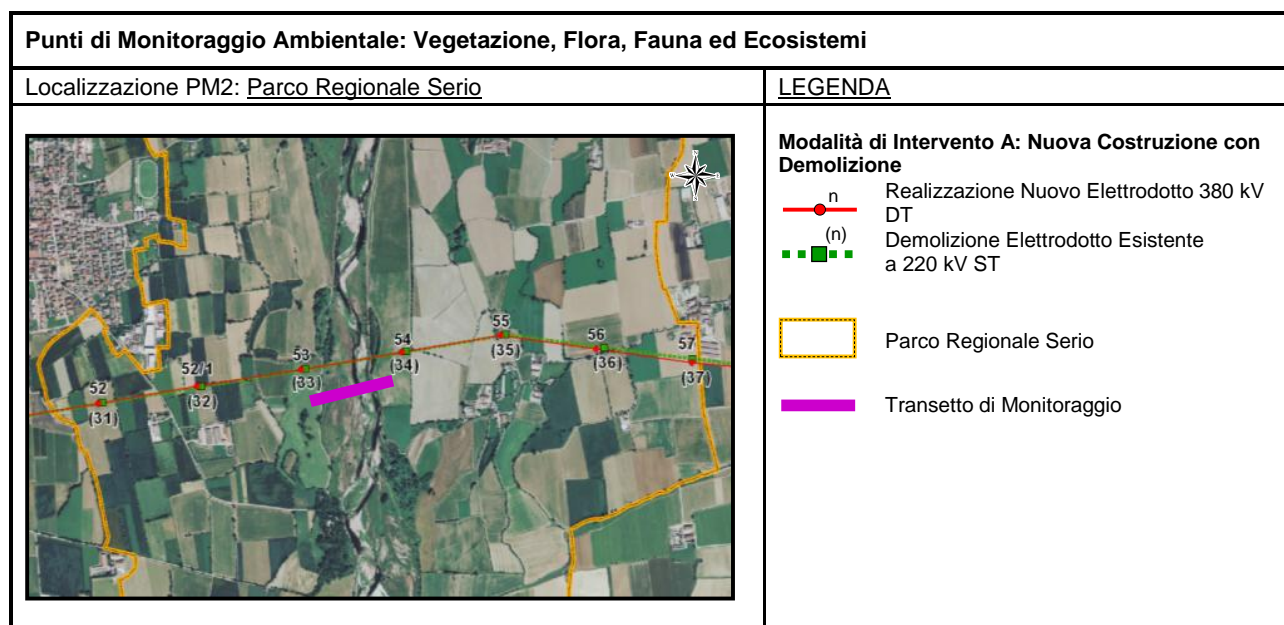 Punti di Monitoraggio Ambientale: Vegetazione, Flora, Fauna ed Ecosistemi
Localizzazione PM2: Parco Regionale Serio
LEGENDA
Modalità di Intervento A: Nuova Costruzione con
Demolizione
n
Realizzazione Nuovo Elettrodotto 380 kV
DT
(n)
Demolizione Elettrodotto Esistente
a 220 kV ST
Parco Regionale Serio
Transetto di Monitoraggio
52
(31)
52/1
(32)
53
(33)
54
(34)
55
(35)
56
(36)
57
(37)